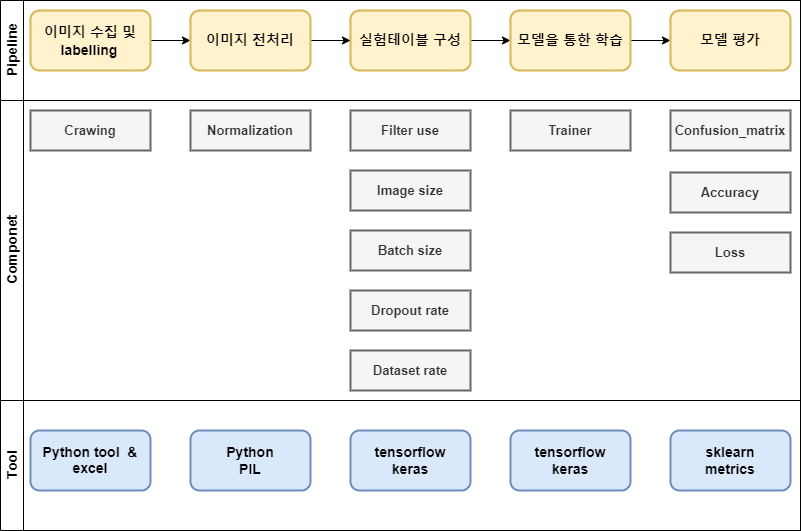 Pipeline
이미지 수집 및
labelling
이미지 전처리
실험테이블 구성
모델을 통한 학습
모델 평가
Componet
Crawing
Normalization
Filter use
Trainer
Confusion_matrix
Image size
Accuracy
Batch size
Loss
Dropout rate
Dataset rate
Tool
Python tool &
excel
Python
PIL
tensorflow
keras
tensorflow
keras
sklearn
metrics